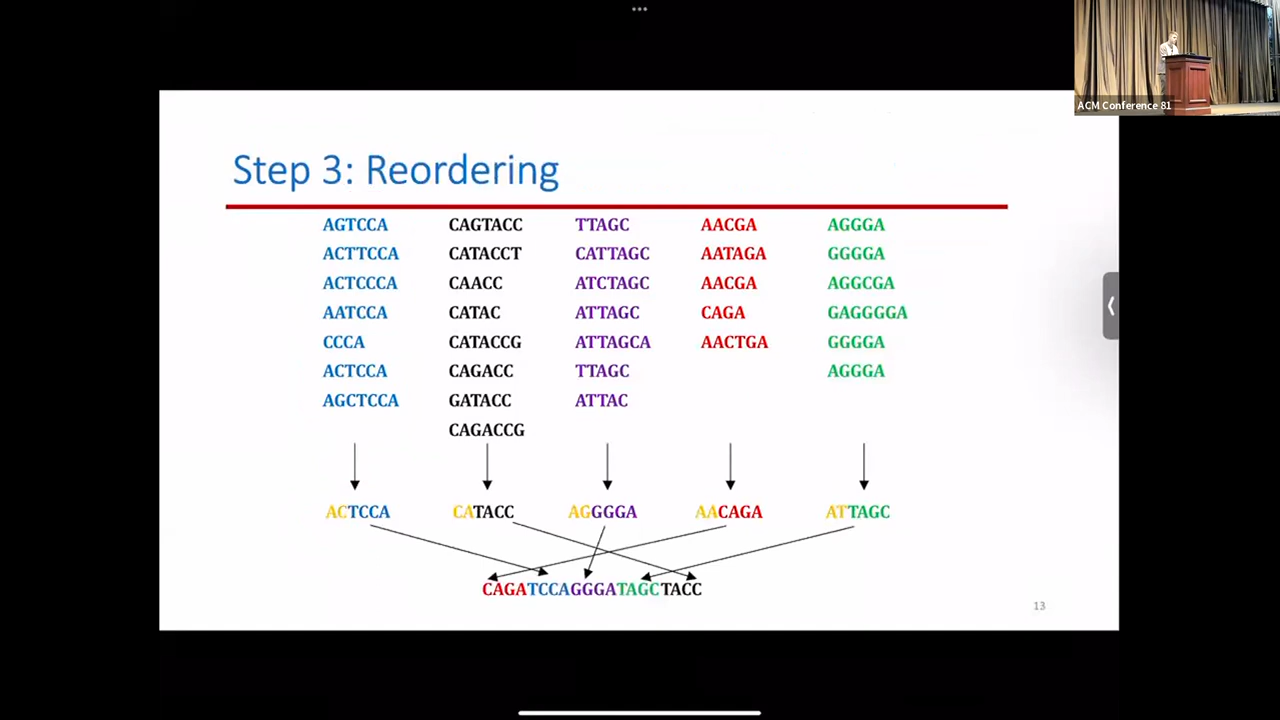 ACM Conference 81
Step 3: Reordering
AGTCCA CAGTACC TTAGC AACGA AGGGA
ACTTCCA CATACCT CATTAGC AATAGA GGGGA
ACTCCCA CAACC ATCTAGC AACGA AGGCGA
AATCCA CATAC ATTAGC CAGA GAGGGGA
CCCA CATACCG ATTAGCA AACTGA GGGGA
ACTCCA CAGACC TTAGC AGGGA
AGCTCCA GATACC ATTAC
CAGACCG
ACTCCA CATACC AGGGGA AACAGA ATTAGC
CAGATCCAGGGATAGCTACC
13